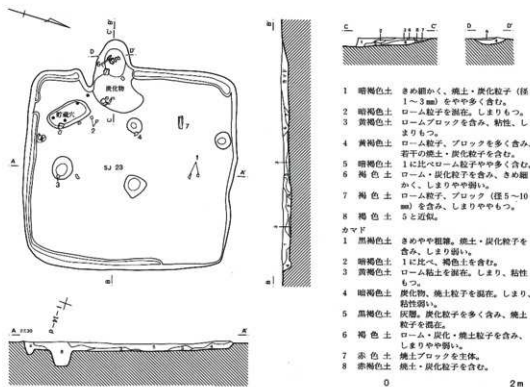 B
B'
C
C'
D
D'
炭化物
貯蔵穴
2
4
7
1
3
SJ 23
A
A'
B
B'
A
A'
C
C'
D
D'
1 暗褐色土 きめ細かく、焼土・炭化粒子（径
1～3㎜）をやや多く含む。
2 暗褐色土 ローム粒子を混在。しまりもつ。
3 黄褐色土 ロームブロックを含み、粘性、し
まりもつ。
4 黄褐色土 ローム粒子、ブロックを多く含み、
若干の焼土・炭化粒子を含む。
5 暗褐色土 1に比べローム粒やや多く含む。
6 褐色土 ローム・炭化粒子を含み、きめ細
かく、しまりやや弱い。
7 褐色土 ローム粒子、ブロック（径5～10
㎜）を含み、しまりややもつ。
8 褐色土 5と近似。
カマド
1 黒褐色土 きめやや粗雑。焼土・炭化粒子を
含み、しまり弱い。
2 暗褐色土 1に比べ、褐色土を含む。
3 黄褐色土 ローム粘土を混在。しまり、粘性
もつ。
4 暗褐色土 炭化物、焼土粒子を混在。しまり、
粘性弱い。
5 黒褐色土 灰層。炭化粒子を多く含み、焼土
粒子を混在。
6 褐色土 ローム・炭化・焼土粒子を含み、
しまりやや弱い。
7 赤色土 焼土ブロックを主体。
8 赤褐色土 焼土・炭化粒子を含む。
0 2m